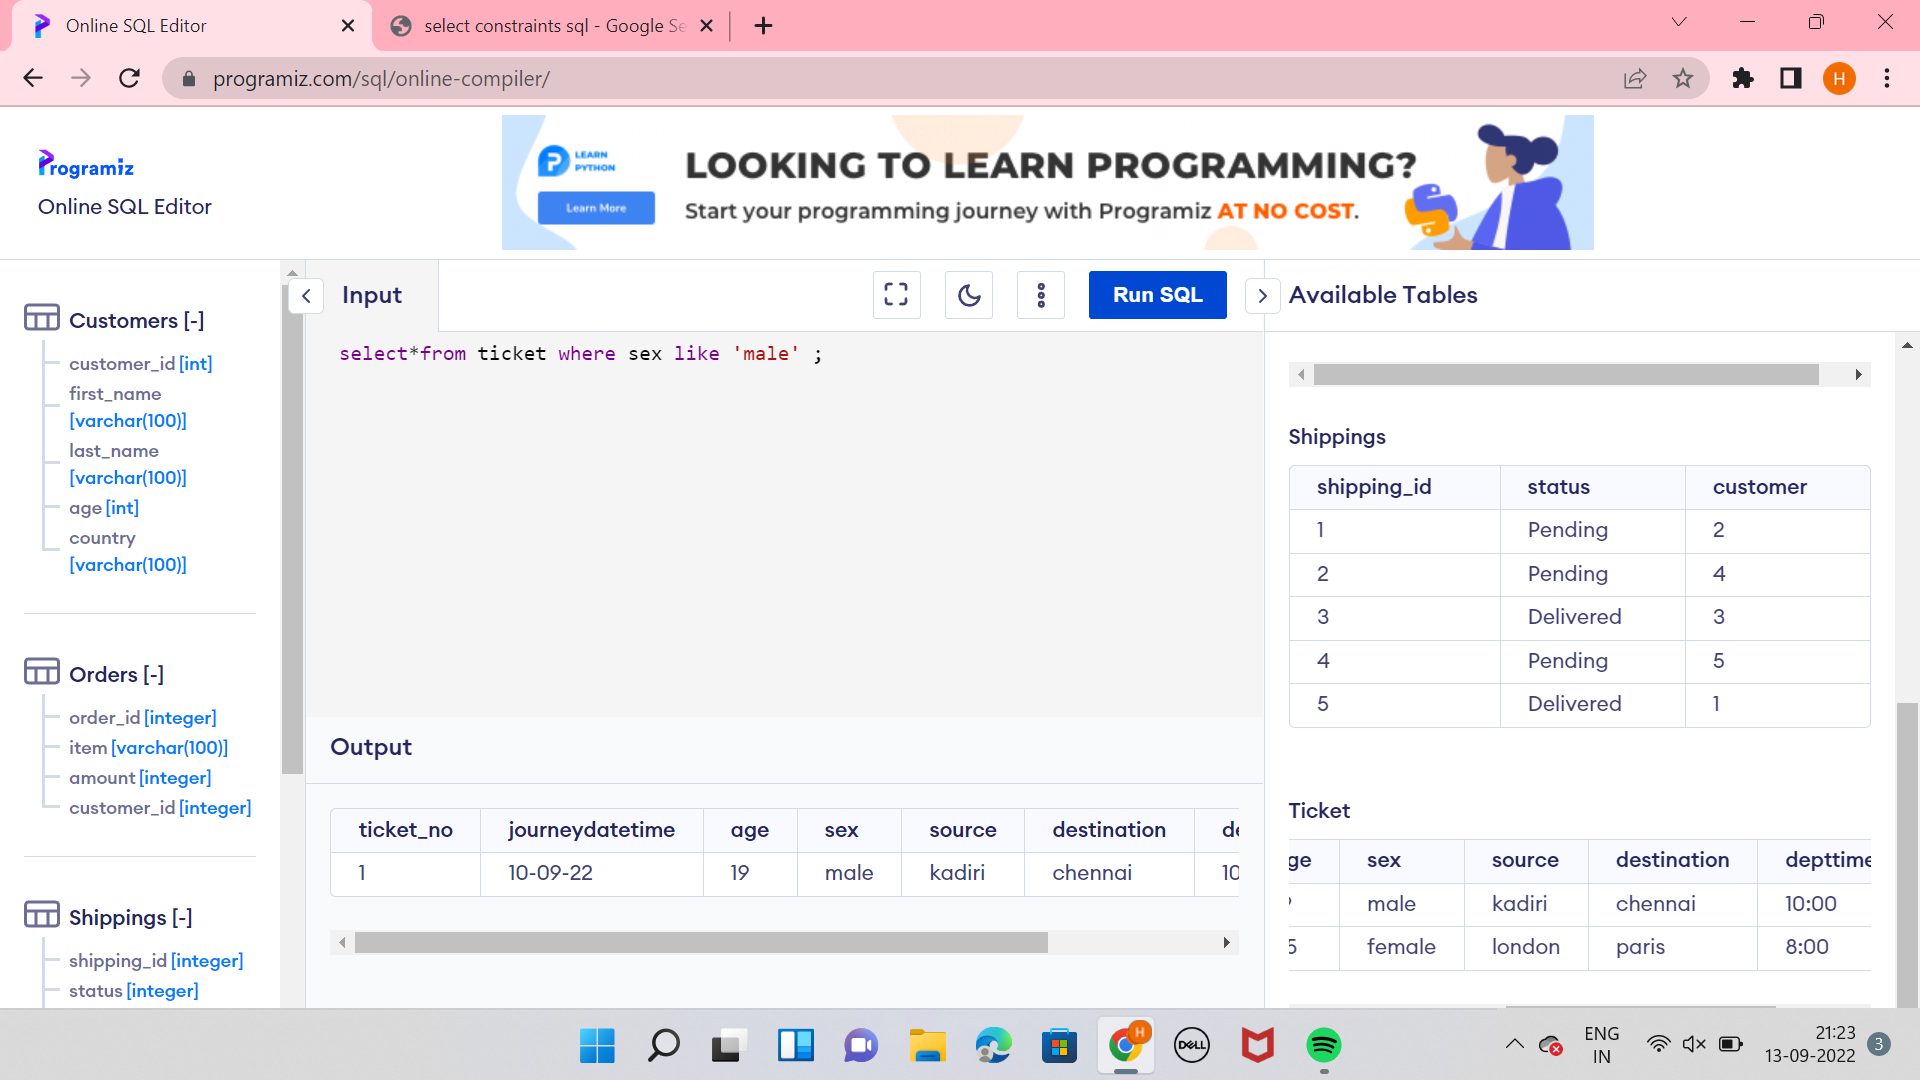 Online SQL Editor
select constraints sql - Google Se
programiz.com/sql/online-compiler/
H
Programiz
Online SQL Editor
LEARN
PYTHON
Learn More
LOOKING TO LEARN PROGRAMMING?
Start your programming journey with Programiz AT NO COST.
Customers [-]
customer_id [int]
first_name
[varchar(100)]
last_name
[varchar(100)]
age [int]
country
[varchar(100)]
Orders [-]
order_id [integer]
item [varchar(100)]
amount [integer]
customer_id [integer]
Shippings [-]
shipping_id [integer]
status [integer]
Input
Run SQL
select*from ticket where sex like 'male' ;
Output
ticket_no journeydatetime age sex source destination de
1 10-09-22 19 male kadiri chennai 10
Available Tables
Shippings
shipping_id status customer
1 Pending 2
2 Pending 4
3 Delivered 3
4 Pending 5
5 Delivered 1
Ticket
ge sex source destination depttime
male kadiri chennai 10:00
5 female london paris 8:00
H
DELL
ENG
IN
21:23
13-09-2022
3